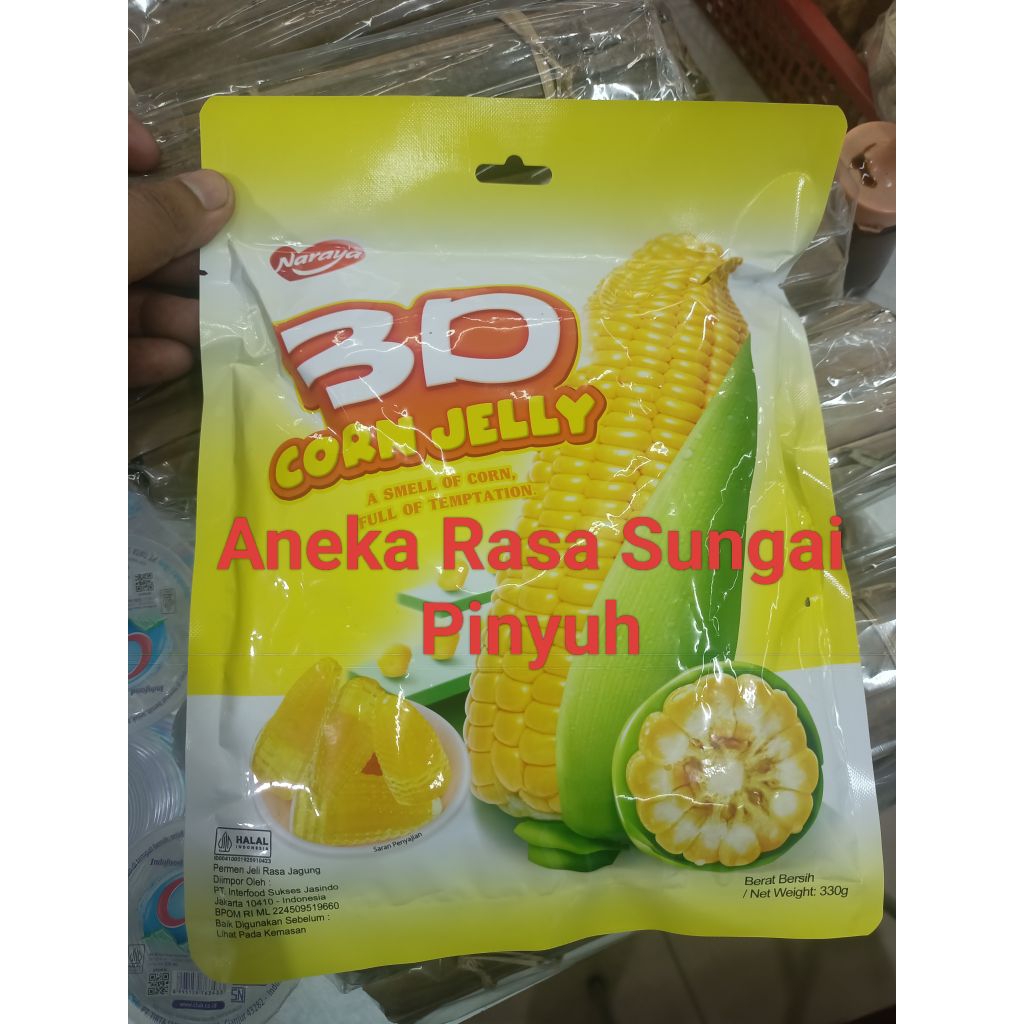 Naraya
3D
CORN JELLY
A SMELL OF CORN,
FULL OF TEMPTATION.
Aneka Rasa Sungai
Pinyuh
Saran Penyajian
HALAL
INDONESIA
Permen Jeli Rasa Jagung
Diimpor Oleh :
PT. Interfood Sukses Jasindo
Jakarta 10410 - Indonesia
BPOM RI ML 224509519660
Baik Digunakan Sebelum :
Lihat Pada Kemasan
Berat Bersih
/ Net Weight: 330g